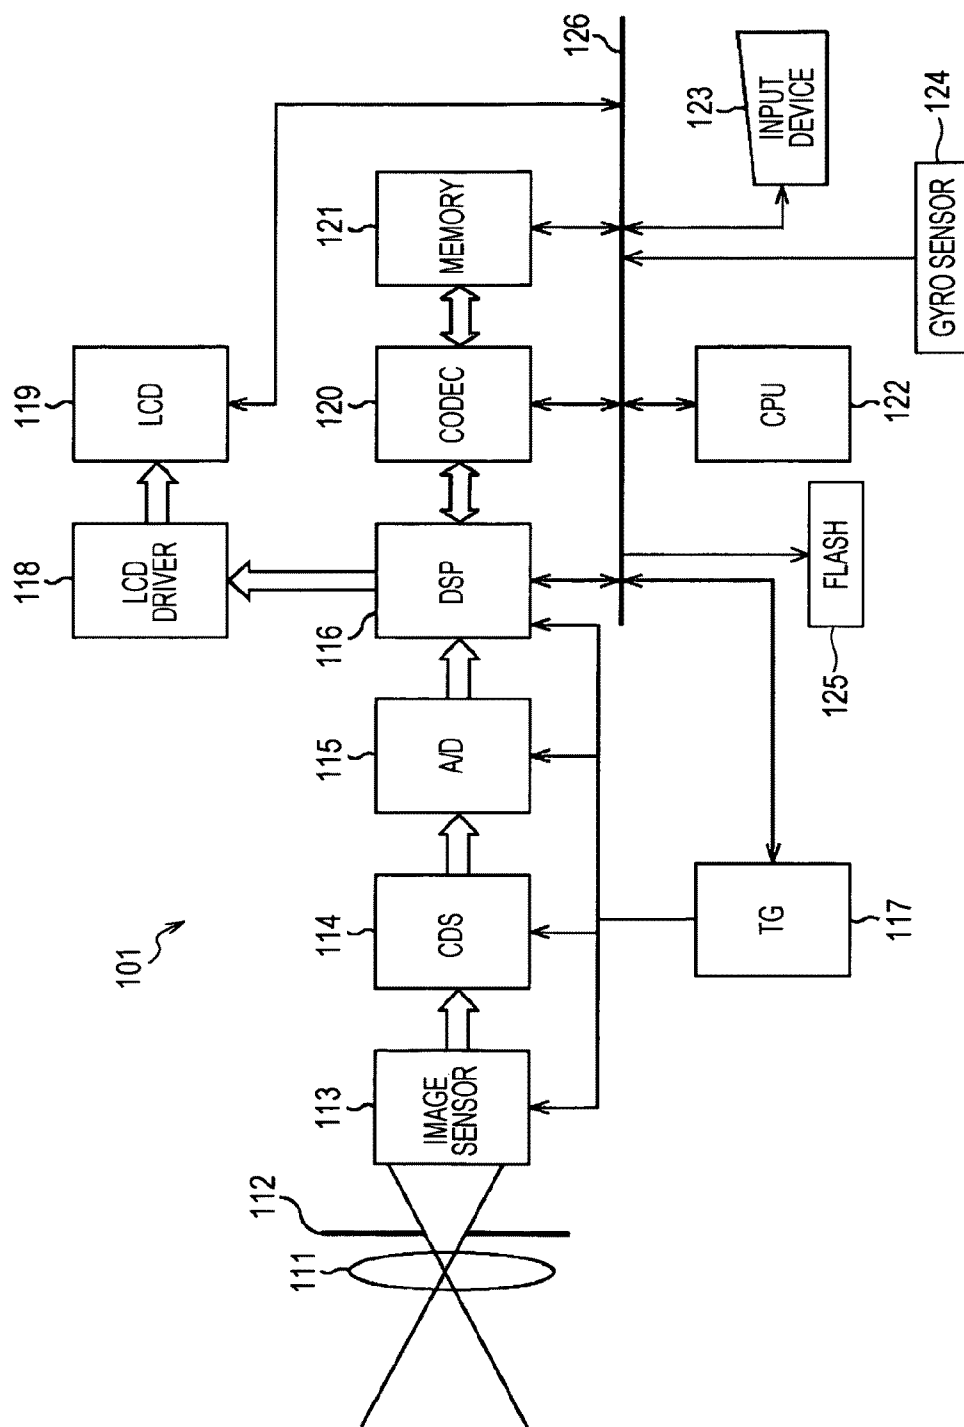 101
111
112
113
IMAGE
SENSOR
114
CDS
115
A/D
116
DSP
117
TG
118
LCD
DRIVER
119
LCD
120
CODEC
121
MEMORY
122
CPU
123
INPUT
DEVICE
124
GYRO SENSOR
125
FLASH
126